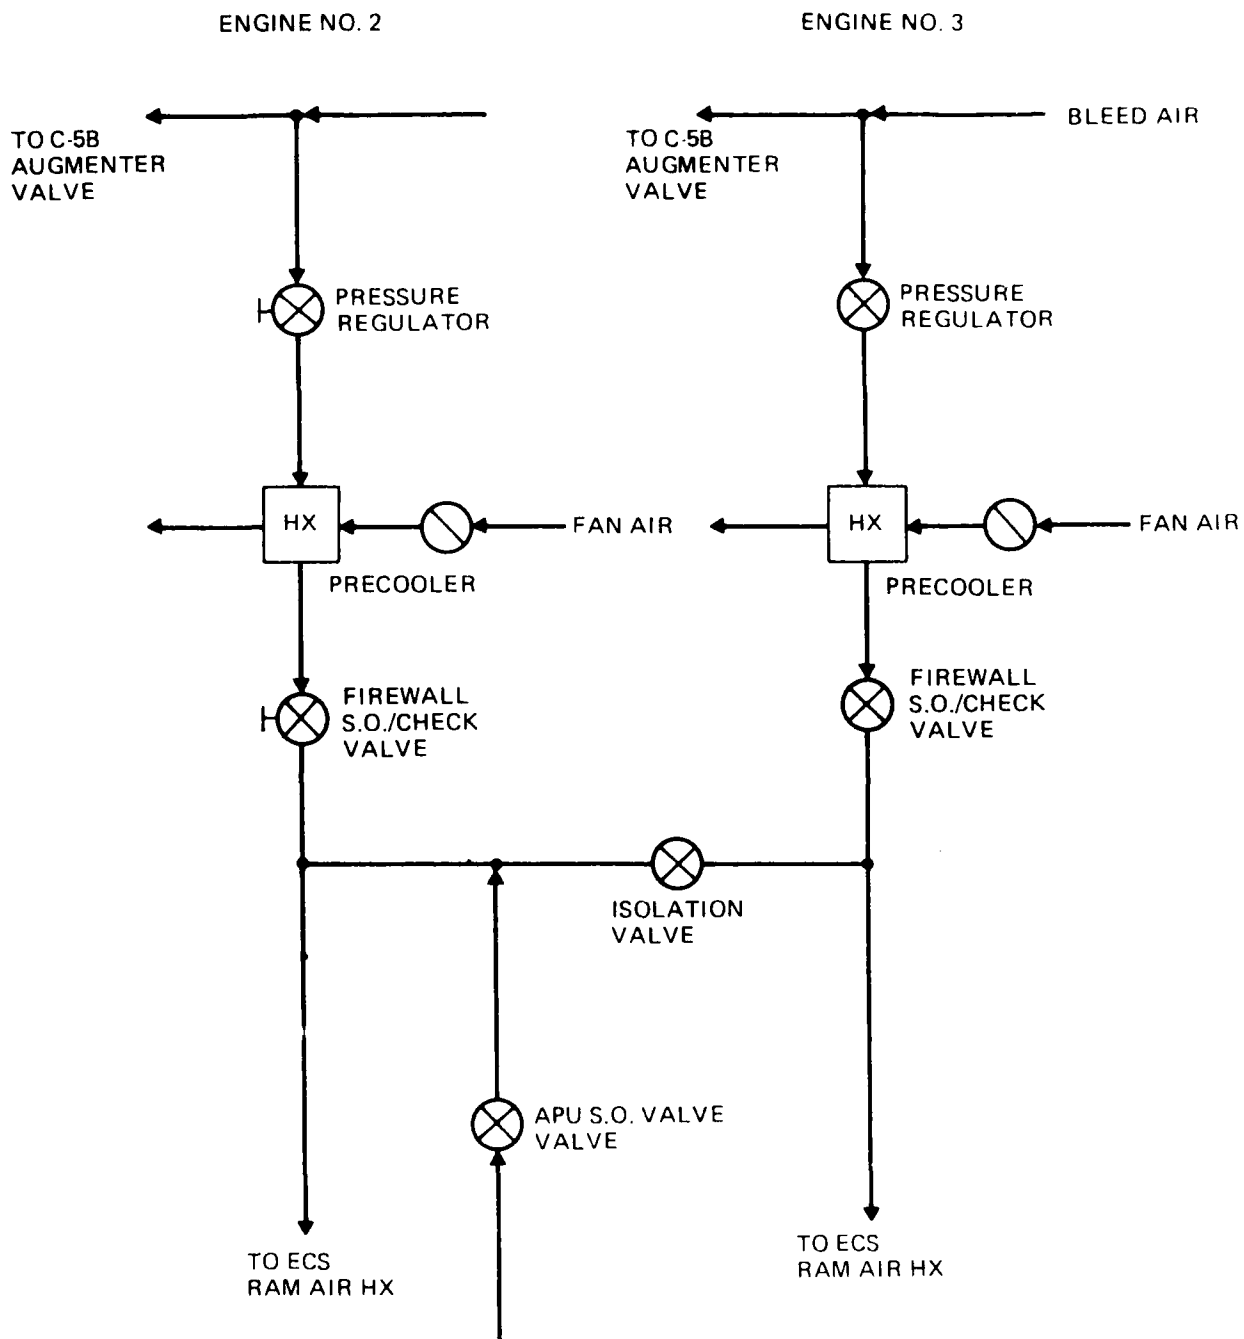 ENGINE NO. 2
ENGINE NO. 3
TO C-5B
AUGMENTER
VALVE
TO C-5B
AUGMENTER
VALVE
BLEED AIR
PRESSURE
REGULATOR
PRESSURE
REGULATOR
HX
FAN AIR
PRECOOLER
HX
FAN AIR
PRECOOLER
FIREWALL
S.O./CHECK
VALVE
FIREWALL
S.O./CHECK
VALVE
ISOLATION
VALVE
APU S.O. VALVE
VALVE
TO ECS
RAM AIR HX
TO ECS
RAM AIR HX